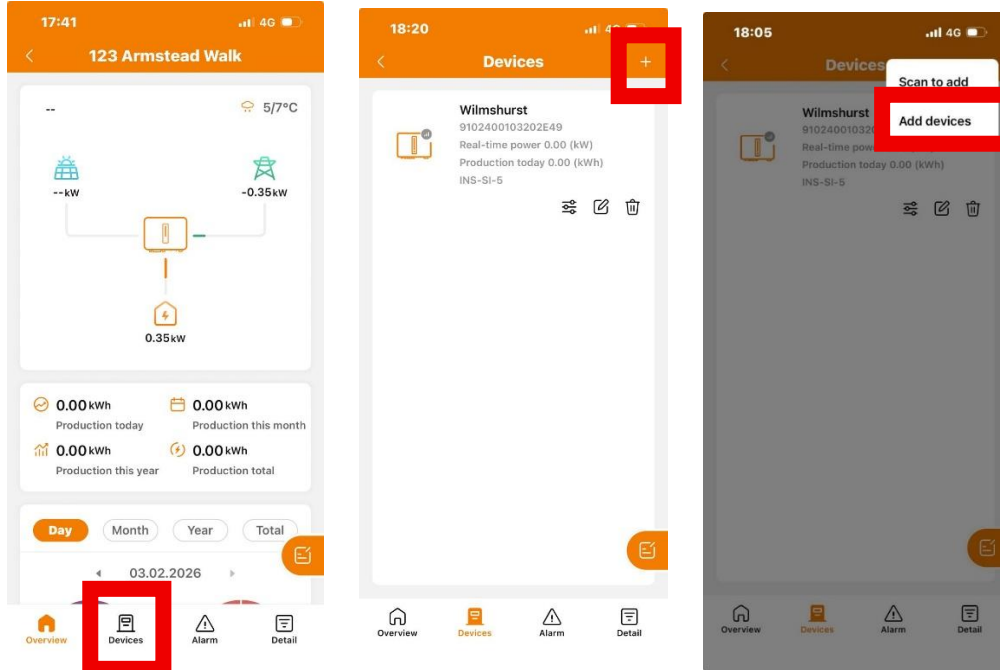 17:41
4G
123 Armstead Walk
--
5/7°C
--kW
-0.35kW
0.35kW
0.00kWh
Production today
0.00kWh
Production this month
0.00kWh
Production this year
0.00kWh
Production total
Day
Month
Year
Total
03.02.2026
Overview
Devices
Alarm
Detail
18:20
Devices
+
Wilmshurst
9102400103202E49
Real-time power 0.00 (kW)
Production today 0.00 (kWh)
INS-SI-5
Overview
Devices
Alarm
Detail
18:05
4G
Devices
Scan to add
Add devices
Wilmshurst
Real-time
Production today 0.00 (kWh)
INS-SI-5
Overview
Devices
Alarm
Detail